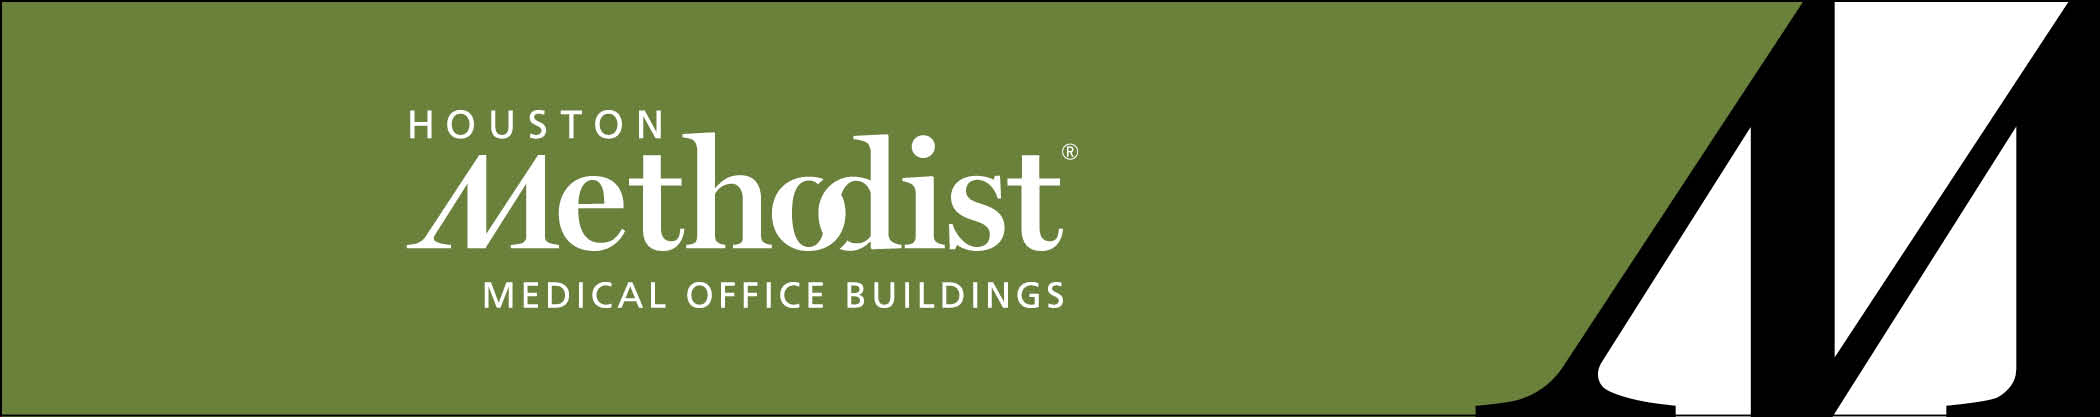 HOUSTON
Methodist®
MEDICAL OFFICE BUILDINGS
M